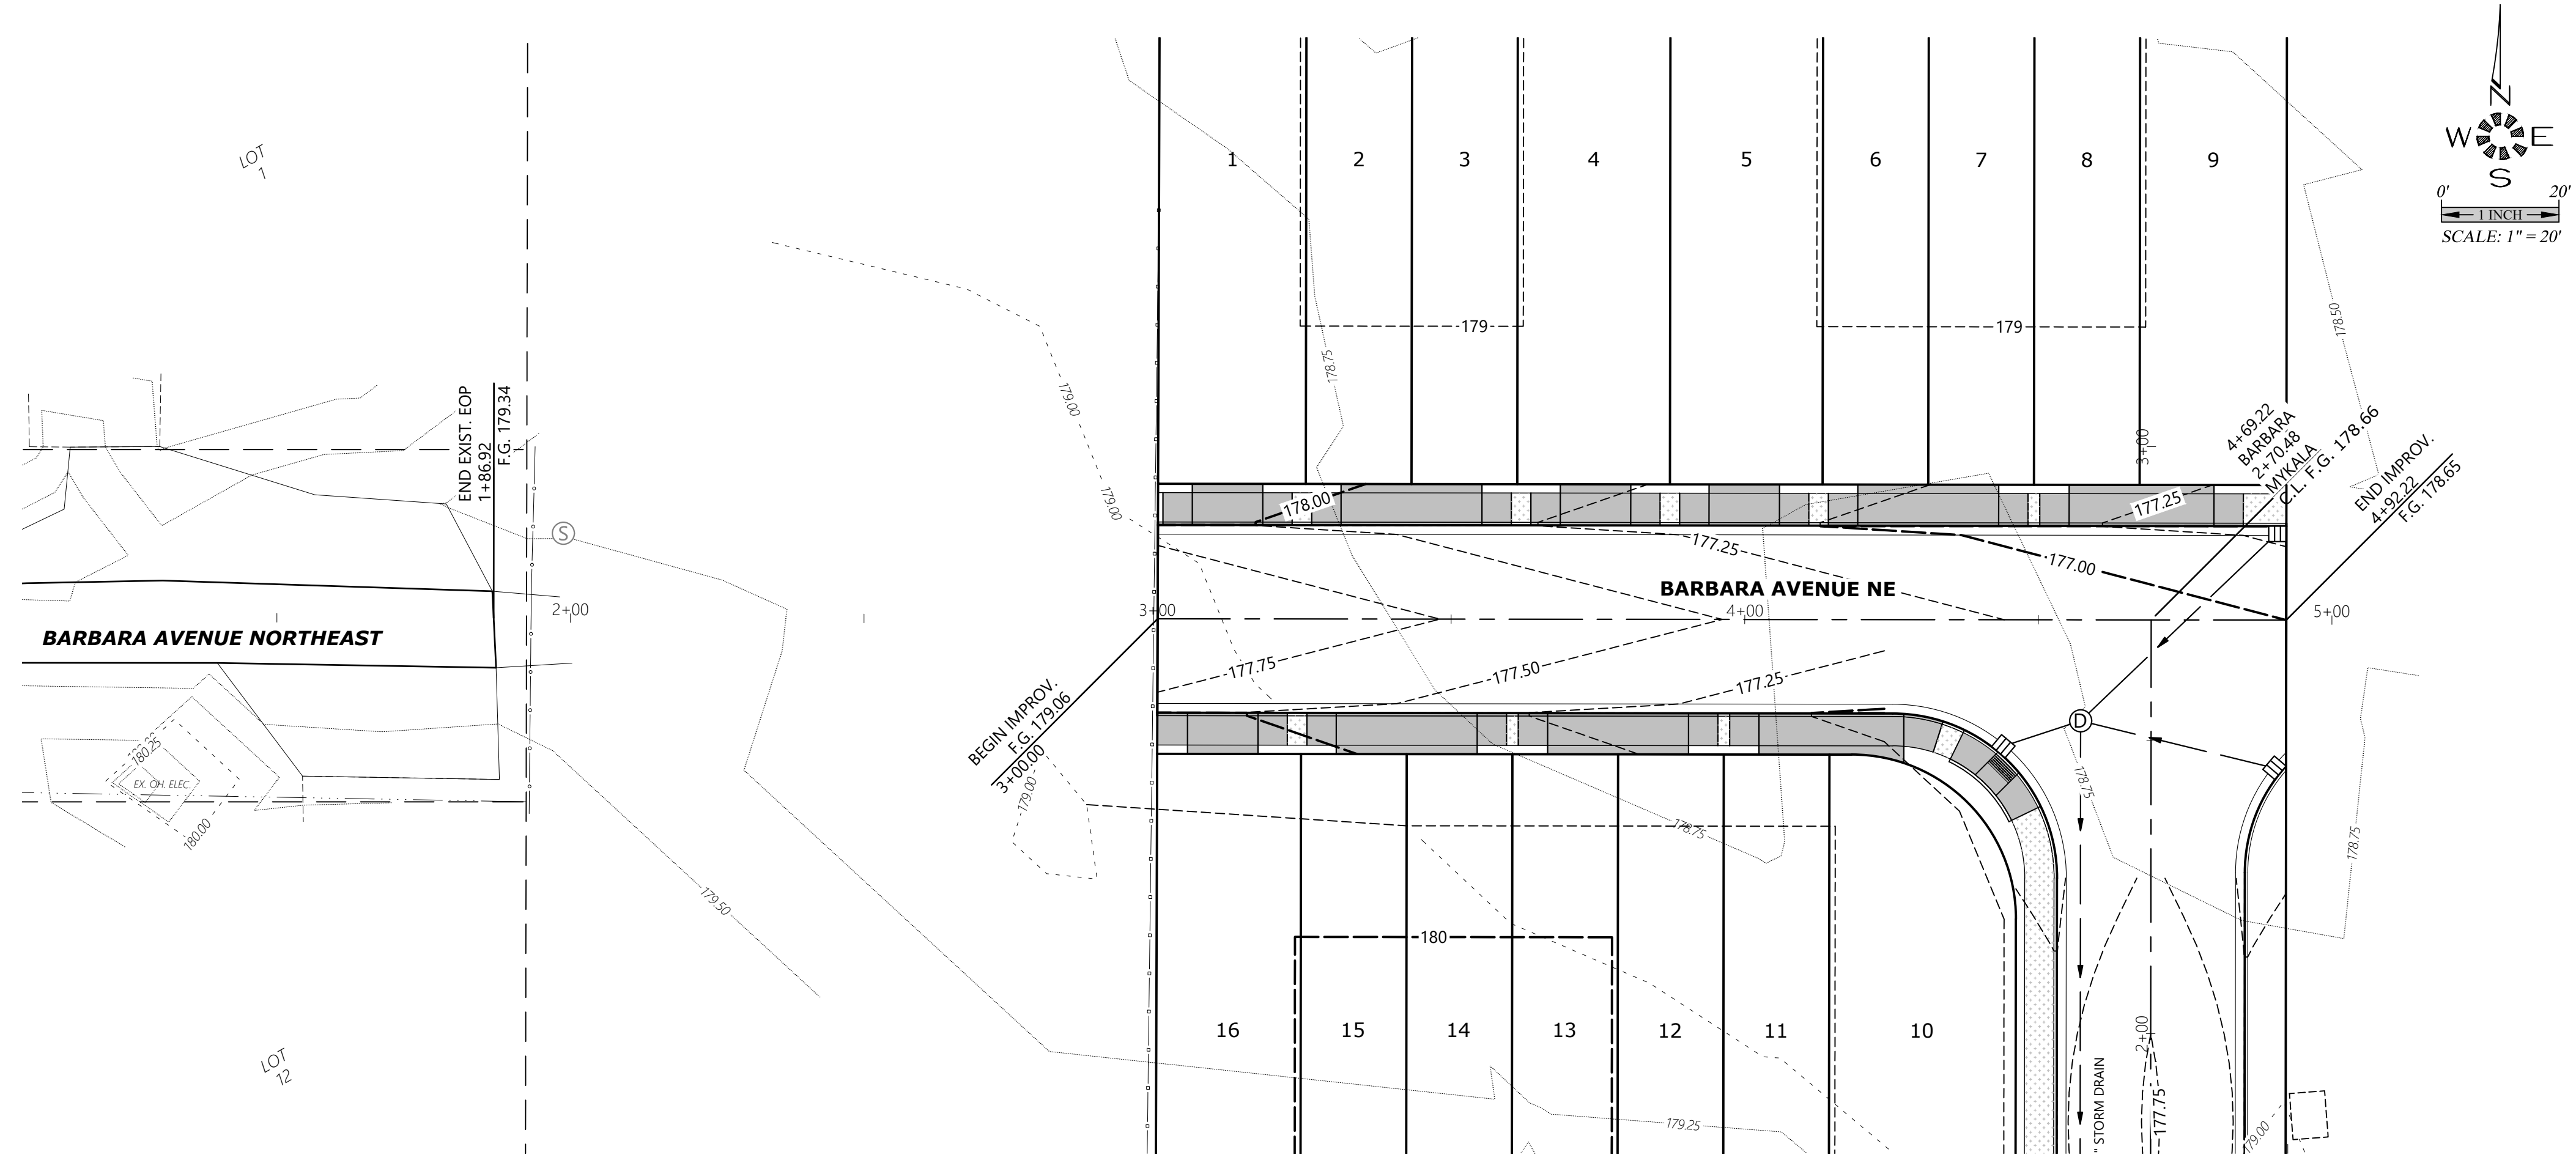 N
W E
S
0' 20'
1 INCH
SCALE: 1" = 20'
LOT
1
1
2
3
4
5
6
7
8
9
179
179
178.75
178.50
179.00
179.00
END EXIST. EOP
1+86.92
F.G. 179.34
3+00
4+69.22
BARBARA
2+70.48
MYKALA
C.L. F.G. 178.66
END IMPROV.
4+92.22
F.G. 178.65
178.00
177.25
S
177.25
177.00
BARBARA AVENUE NE
2+00
3+00
4+00
5+00
BARBARA AVENUE NORTHEAST
177.75
177.50
177.25
BEGIN IMPROV.
F.G. 179.06
3+00.00
D
180.25
EX. OH. ELEC.
180.00
179.00
178.75
178.75
178.75
179.50
180
16
15
14
13
12
11
10
LOT
12
2+00
179.25
" STORM DRAIN
177.75
179.00